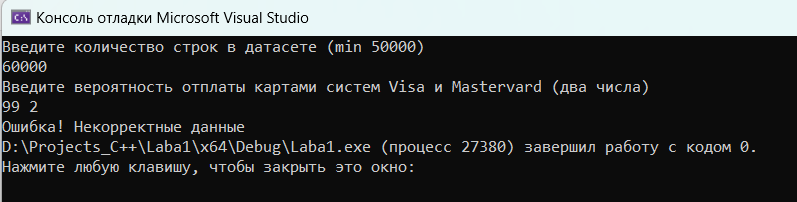 Консоль отладки Microsoft Visual Studio
Введите количество строк в датасете (min 50000)
60000
Введите вероятность отплаты картами систем Visa и Mastervard (два числа)
99 2
Ошибка! Некорректные данные
D:\Projects_C++\Laba1\x64\Debug\Laba1.exe (процесс 27380) завершил работу с кодом 0.
Нажмите любую клавишу, чтобы закрыть это окно: